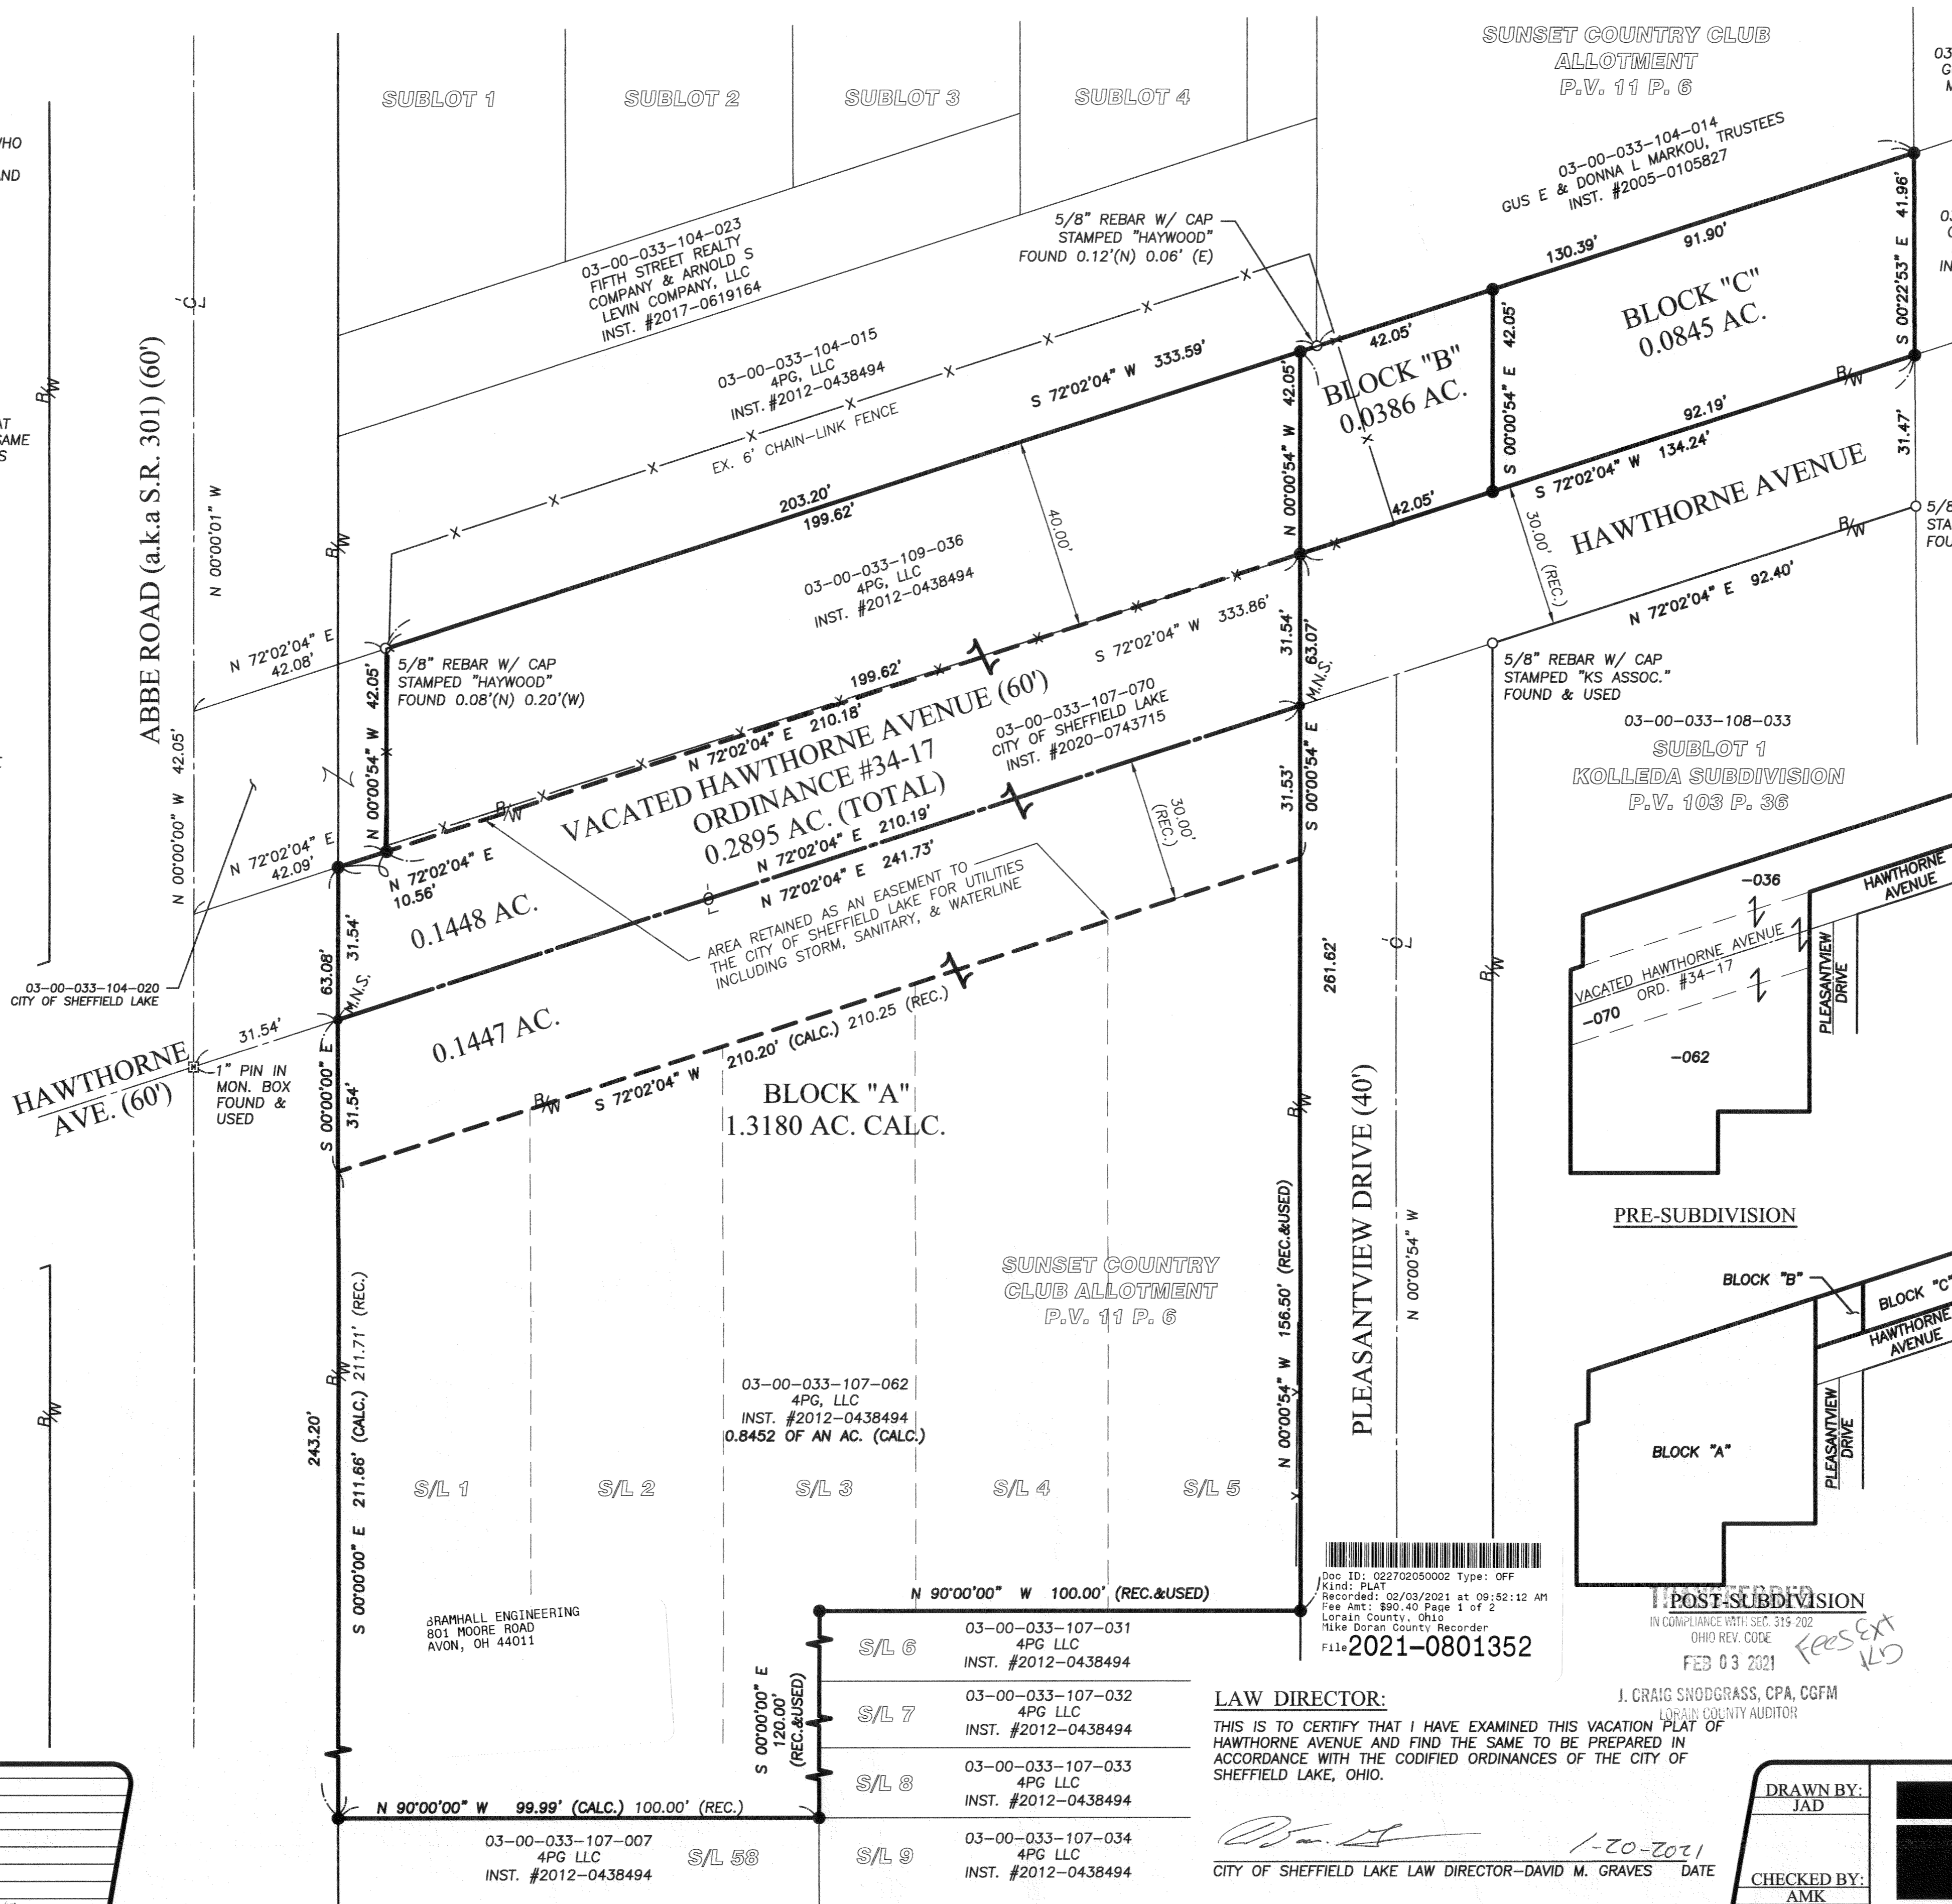 SUNSET COUNTRY CLUB
ALLOTMENT
P.V. 11 P. 6
SUBLOT 1
SUBLOT 2
SUBLOT 3
SUBLOT 4
03-00-033-104-014
GUS E & DONNA L MARKOU, TRUSTEES
INST. #2005-0105827
03-00-033-104-023
FIFTH STREET REALTY
COMPANY & ARNOLD S
LEVIN COMPANY, LLC
INST. #2017-0619164
5/8" REBAR W/ CAP
STAMPED "HAYWOOD"
FOUND 0.12'(N) 0.06' (E)
130.39'
91.90'
S 00°22'53" E 41.96'
BLOCK "C"
0.0845 AC.
42.05'
S 00°00'54" E 42.05'
BLOCK "B"
0.0386 AC.
N 00°00'54" W 42.05'
42.05'
92.19'
S 72°02'04" W 134.24'
31.47'
R/W
HAWTHORNE AVENUE
30.00' (REC.)
R/W
N 72°02'04" E 92.40'
03-00-033-104-015
4PG, LLC
INST. #2012-0438494
EX. 6' CHAIN-LINK FENCE
S 72°02'04" W 333.59'
203.20'
199.62'
40.00'
03-00-033-109-036
4PG, LLC
INST. #2012-0438494
ABBE ROAD (a.k.a S.R. 301) (60')
R/W
CL
N 00°00'01" W
R/W
N 72°02'04" E
42.08'
5/8" REBAR W/ CAP
STAMPED "HAYWOOD"
FOUND 0.08'(N) 0.20'(W)
N 00°00'54" W 42.05'
N 00°00'00" W 42.05'
N 72°02'04" E
42.09'
N 72°02'04" E
10.56'
199.62'
S 72°02'04" W 333.86'
N 72°02'04" E 210.18'
R/W
VACATED HAWTHORNE AVENUE (60')
ORDINANCE #34-17
0.2895 AC. (TOTAL)
03-00-033-107-070
CITY OF SHEFFIELD LAKE
INST. #2020-0743715
N 72°02'04" E 210.19'
N 72°02'04" E 241.73'
CL
30.00'
(REC.)
AREA RETAINED AS AN EASEMENT TO
THE CITY OF SHEFFIELD LAKE FOR UTILITIES
INCLUDING STORM, SANITARY, & WATERLINE
31.54'
63.07'
M.N.S.
31.53'
S 00°00'54" E
261.62'
5/8" REBAR W/ CAP
STAMPED "KS ASSOC."
FOUND & USED
03-00-033-108-033
SUBLOT 1
KOLLEDA SUBDIVISION
P.V. 103 P. 36
0.1448 AC.
31.54'
63.08'
M.N.S.
03-00-033-104-020
CITY OF SHEFFIELD LAKE
31.54'
HAWTHORNE
AVE. (60')
1" PIN IN
MON. BOX
FOUND &
USED
S 00°00'00" E
31.54'
0.1447 AC.
R/W
S 72°02'04" W 210.20' (CALC.) 210.25 (REC.)
BLOCK "A"
1.3180 AC. CALC.
R/W
CL
R/W
PLEASANTVIEW DRIVE (40')
N 00°00'54" W
N 00°00'54" W 156.50' (REC.&USED)
SUNSET COUNTRY
CLUB ALLOTMENT
P.V. 11 P. 6
-036
HAWTHORNE
AVENUE
VACATED HAWTHORNE AVENUE
ORD. #34-17
-070
-062
PLEASANTVIEW
DRIVE
PRE-SUBDIVISION
BLOCK "B"
BLOCK "C"
HAWTHORNE
AVENUE
BLOCK "A"
PLEASANTVIEW
DRIVE
POST-SUBDIVISION
R/W
R/W
243.20'
S 00°00'00" E 211.66' (CALC.) 211.71' (REC.)
03-00-033-107-062
4PG, LLC
INST. #2012-0438494
0.8452 OF AN AC. (CALC.)
S/L 1
S/L 2
S/L 3
S/L 4
S/L 5
N 90°00'00" W 100.00' (REC.&USED)
BRAMHALL ENGINEERING
801 MOORE ROAD
AVON, OH 44011
S 00°00'00" E
120.00'
(REC.&USED)
S/L 6
03-00-033-107-031
4PG LLC
INST. #2012-0438494
S/L 7
03-00-033-107-032
4PG LLC
INST. #2012-0438494
S/L 8
03-00-033-107-033
4PG LLC
INST. #2012-0438494
S/L 9
03-00-033-107-034
4PG LLC
INST. #2012-0438494
N 90°00'00" W 99.99' (CALC.) 100.00' (REC.)
03-00-033-107-007
4PG LLC
INST. #2012-0438494
S/L 58
Doc ID: 022702050002 Type: OFF
Kind: PLAT
Recorded: 02/03/2021 at 09:52:12 AM
Fee Amt: $90.40 Page 1 of 2
Lorain County, Ohio
Mike Doran County Recorder
File 2021-0801352
TRANSFERRED
IN COMPLIANCE WITH SEC. 319-202
OHIO REV. CODE
FEB 03 2021
Fees Ext
J. CRAIG SNODGRASS, CPA, CGFM
LORAIN COUNTY AUDITOR
LAW DIRECTOR:
THIS IS TO CERTIFY THAT I HAVE EXAMINED THIS VACATION PLAT OF
HAWTHORNE AVENUE AND FIND THE SAME TO BE PREPARED IN
ACCORDANCE WITH THE CODIFIED ORDINANCES OF THE CITY OF
SHEFFIELD LAKE, OHIO.
1-20-2021
CITY OF SHEFFIELD LAKE LAW DIRECTOR-DAVID M. GRAVES DATE
DRAWN BY:
JAD
CHECKED BY:
AMK